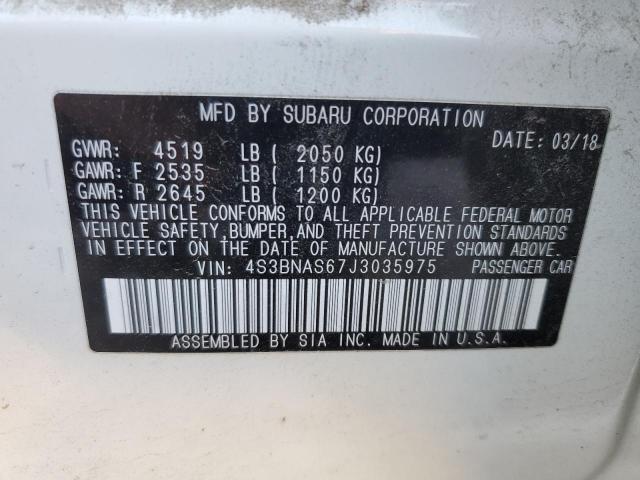 MFD BY SUBARU CORPORATION
DATE: 03/18
GVWR: 4519 LB ( 2050 KG)
GAWR: F 2535 LB ( 1150 KG)
GAWR: R 2645 LB ( 1200 KG)
THIS VEHICLE CONFORMS TO ALL APPLICABLE FEDERAL MOTOR
VEHICLE SAFETY, BUMPER, AND THEFT PREVENTION STANDARDS
IN EFFECT ON THE DATE OF MANUFACTURE SHOWN ABOVE.
VIN: 4S3BNAS67J3035975 PASSENGER CAR
ASSEMBLED BY SIA INC. MADE IN U.S.A.